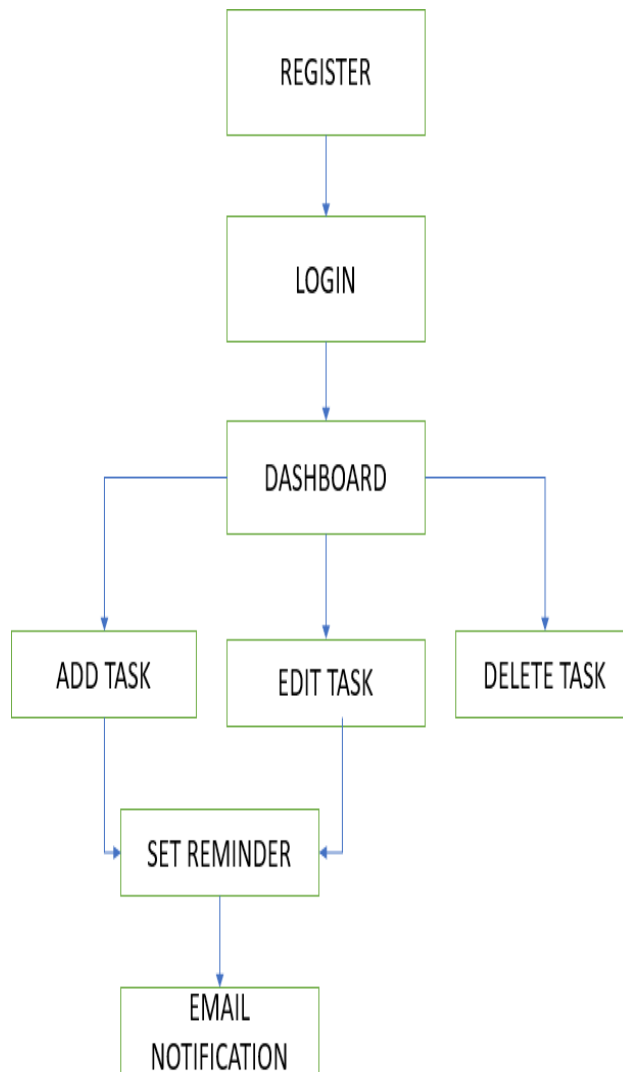 REGISTER
LOGIN
DASHBOARD
ADD TASK
EDIT TASK
DELETE TASK
SET REMINDER
EMAIL
NOTIFICATION